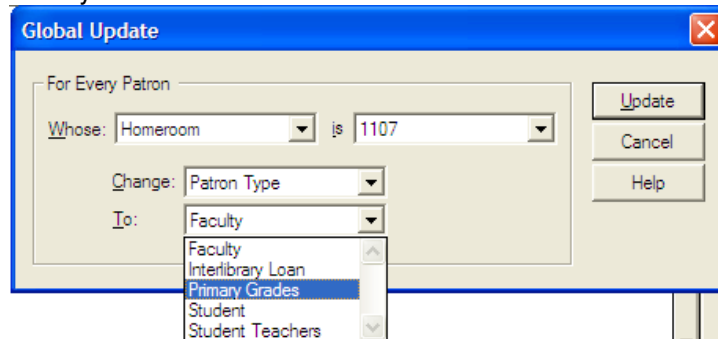 Global Update
For Every Patron
Update
Whose: Homeroom is 1107
Cancel
Change: Patron Type
Help
To: Faculty
Faculty
Interlibrary Loan
Primary Grades
Student
Student Teachers